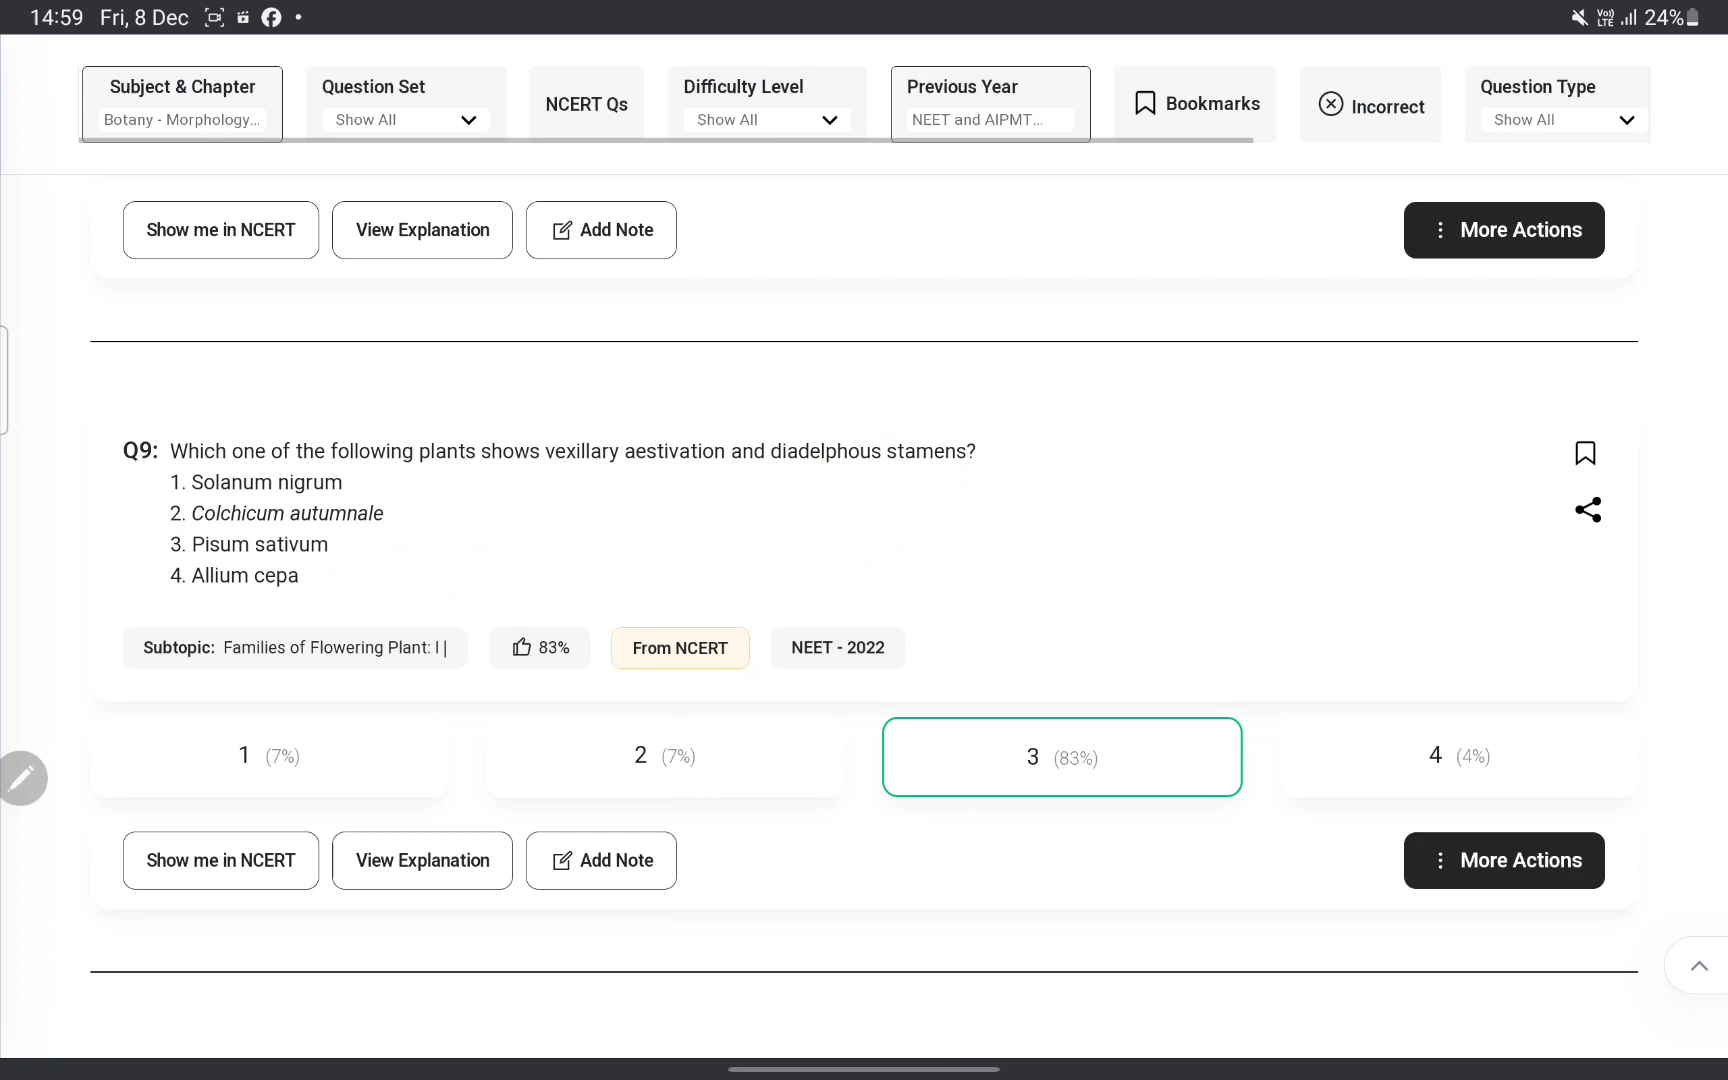 14:59 Fri, 8 Dec
Vo)) LTE 24%
Subject & Chapter
Botany - Morphology...
Question Set
Show All
NCERT Qs
Difficulty Level
Show All
Previous Year
NEET and AIPMT...
Bookmarks
Incorrect
Question Type
Show All
Show me in NCERT View Explanation Add Note More Actions
Q9: Which one of the following plants shows vexillary aestivation and diadelphous stamens?
1. Solanum nigrum
2. Colchicum autumnale
3. Pisum sativum
4. Allium cepa
Subtopic: Families of Flowering Plant: I | 83% From NCERT NEET - 2022
1 (7%) 2 (7%) 3 (83%) 4 (4%)
Show me in NCERT View Explanation Add Note More Actions